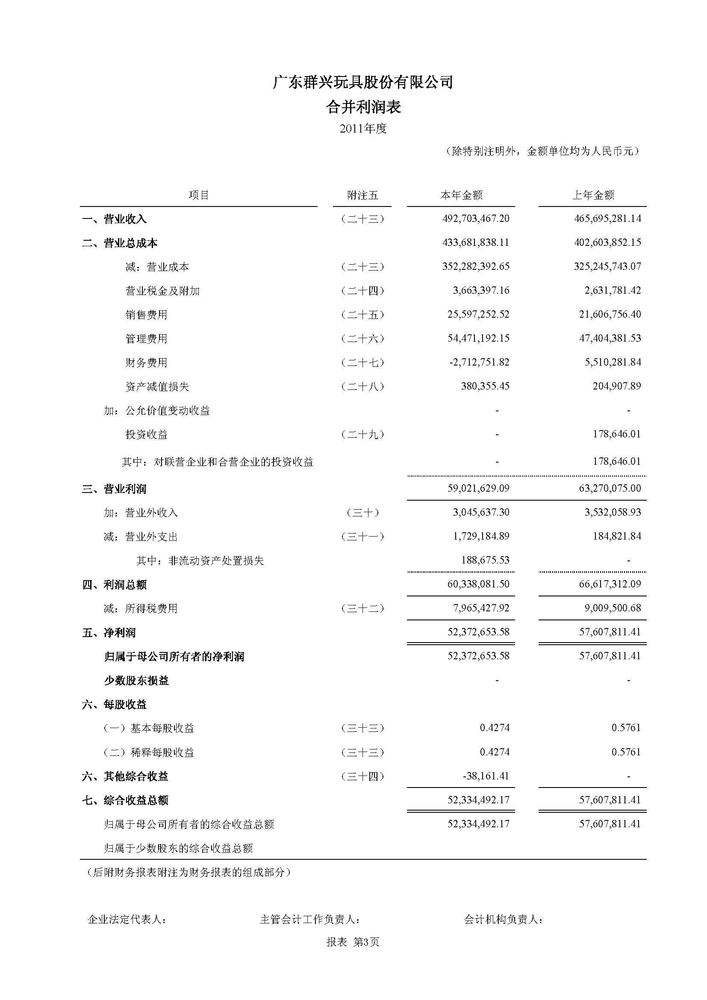 广东群兴玩具股份有限公司
合并利润表
2011年度
（除特别注明外，金额单位均为人民币元）
项目 附注五 本年金额 上年金额
一、营业收入 （二十三） 492,703,467.20 465,695,281.14
二、营业总成本 433,681,838.11 402,603,852.15
减：营业成本 （二十三） 352,282,392.65 325,245,743.07
营业税金及附加 （二十四） 3,663,397.16 2,631,781.42
销售费用 （二十五） 25,597,252.52 21,606,756.40
管理费用 （二十六） 54,471,192.15 47,404,381.53
财务费用 （二十七） -2,712,751.82 5,510,281.84
资产减值损失 （二十八） 380,355.45 204,907.89
加：公允价值变动收益 - -
投资收益 （二十九） - 178,646.01
其中：对联营企业和合营企业的投资收益 - 178,646.01
三、营业利润 59,021,629.09 63,270,075.00
加：营业外收入 （三十） 3,045,637.30 3,532,058.93
减：营业外支出 （三十一） 1,729,184.89 184,821.84
其中：非流动资产处置损失 188,675.53 -
四、利润总额 60,338,081.50 66,617,312.09
减：所得税费用 （三十二） 7,965,427.92 9,009,500.68
五、净利润 52,372,653.58 57,607,811.41
归属于母公司所有者的净利润 52,372,653.58 57,607,811.41
少数股东损益 - -
六、每股收益
（一）基本每股收益 （三十三） 0.4274 0.5761
（二）稀释每股收益 （三十三） 0.4274 0.5761
六、其他综合收益 （三十四） -38,161.41 -
七、综合收益总额 52,334,492.17 57,607,811.41
归属于母公司所有者的综合收益总额 52,334,492.17 57,607,811.41
归属于少数股东的综合收益总额
（后附财务报表附注为财务报表的组成部分）
企业法定代表人： 主管会计工作负责人： 会计机构负责人：
报表 第3页